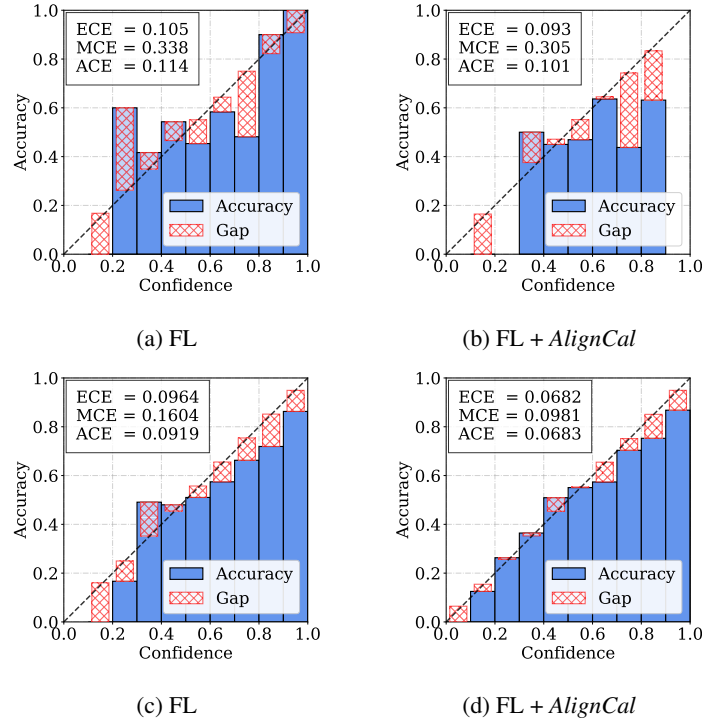 ECE = 0.105
MCE = 0.338
ACE = 0.114
1.0
0.8
0.6
0.4
0.2
0.0
Accuracy
Accuracy
Gap
0.0 0.2 0.4 0.6 0.8 1.0
Confidence
(a) FL
ECE = 0.093
MCE = 0.305
ACE = 0.101
1.0
0.8
0.6
0.4
0.2
0.0
Accuracy
Accuracy
Gap
0.0 0.2 0.4 0.6 0.8 1.0
Confidence
(b) FL + AlignCal
ECE = 0.0964
MCE = 0.1604
ACE = 0.0919
1.0
0.8
0.6
0.4
0.2
0.0
Accuracy
Accuracy
Gap
0.0 0.2 0.4 0.6 0.8 1.0
Confidence
(c) FL
ECE = 0.0682
MCE = 0.0981
ACE = 0.0683
1.0
0.8
0.6
0.4
0.2
0.0
Accuracy
Accuracy
Gap
0.0 0.2 0.4 0.6 0.8 1.0
Confidence
(d) FL + AlignCal